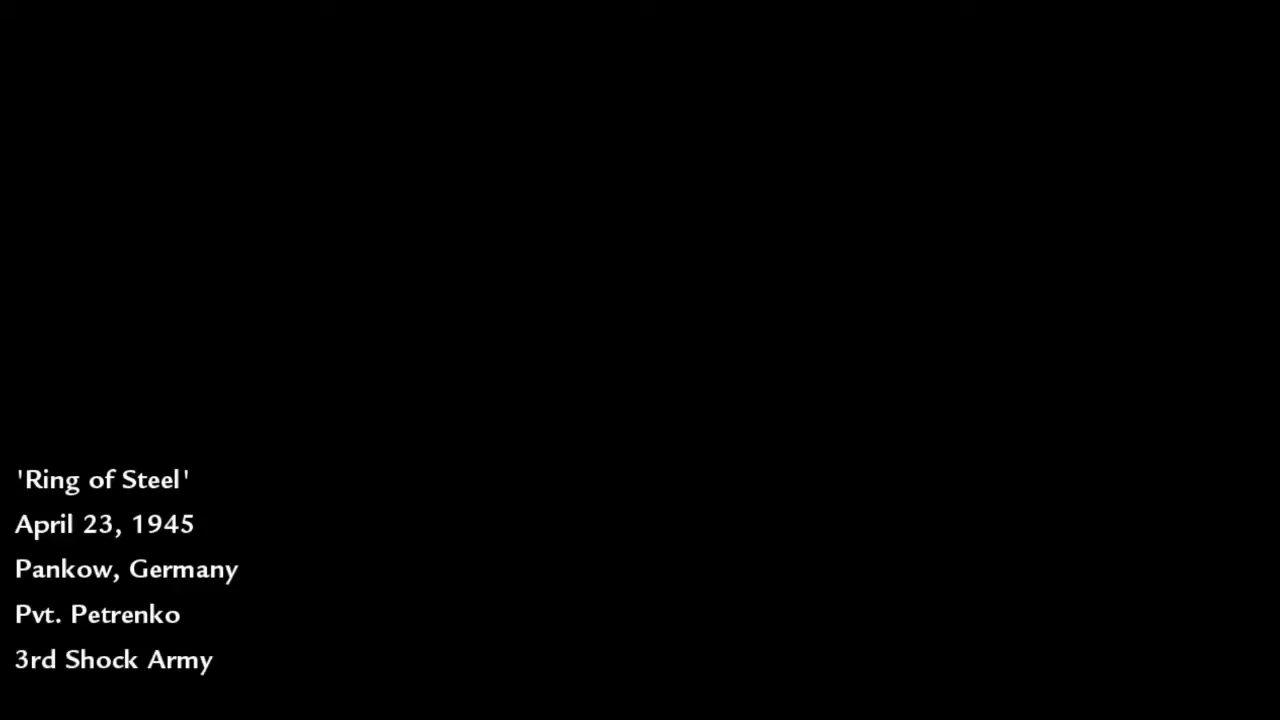 'Ring of Steel'
April 23, 1945
Pankow, Germany
Pvt. Petrenko
3rd Shock Army